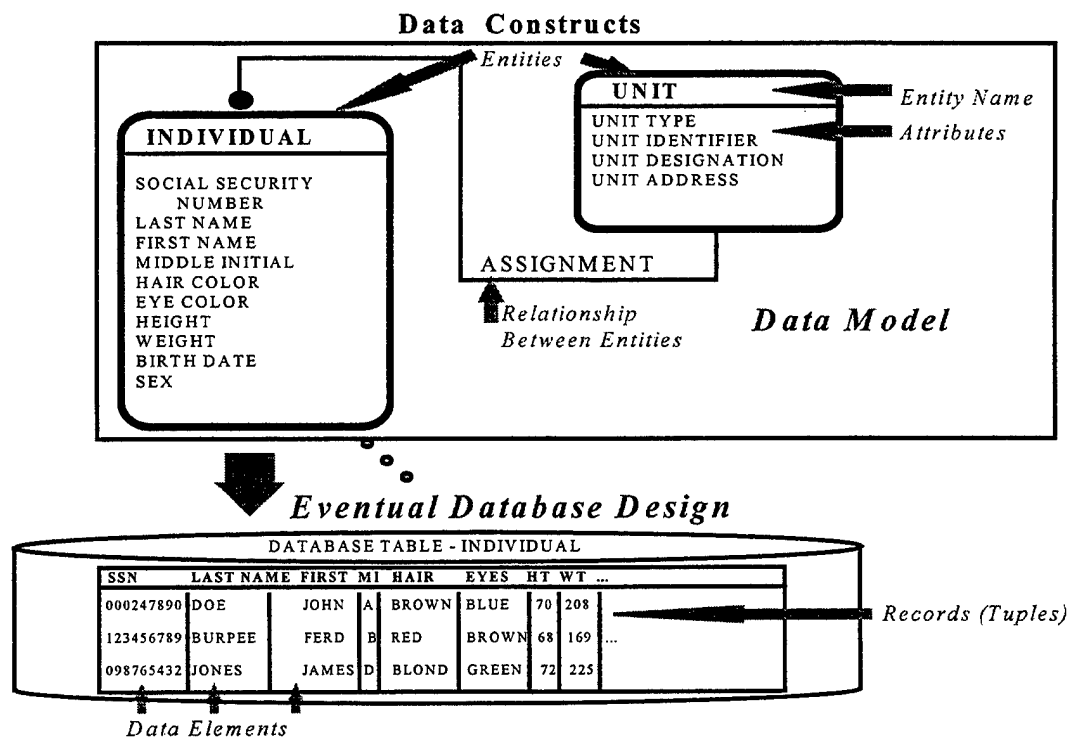 Data Constructs
Entities
INDIVIDUAL
SOCIAL SECURITY
NUMBER
LAST NAME
FIRST NAME
MIDDLE INITIAL
HAIR COLOR
EYE COLOR
HEIGHT
WEIGHT
BIRTH DATE
SEX
UNIT
UNIT TYPE
UNIT IDENTIFIER
UNIT DESIGNATION
UNIT ADDRESS
Entity Name
Attributes
ASSIGNMENT
Relationship
Between Entities
Data Model
Eventual Database Design
DATABASE TABLE - INDIVIDUAL
SSN LAST NAME FIRST MI HAIR EYES HT WT ...
000247890 DOE JOHN A BROWN BLUE 70 208
123456789 BURPEE FERD B RED BROWN 68 169 ...
098765432 JONES JAMES D BLOND GREEN 72 225
Records (Tuples)
Data Elements